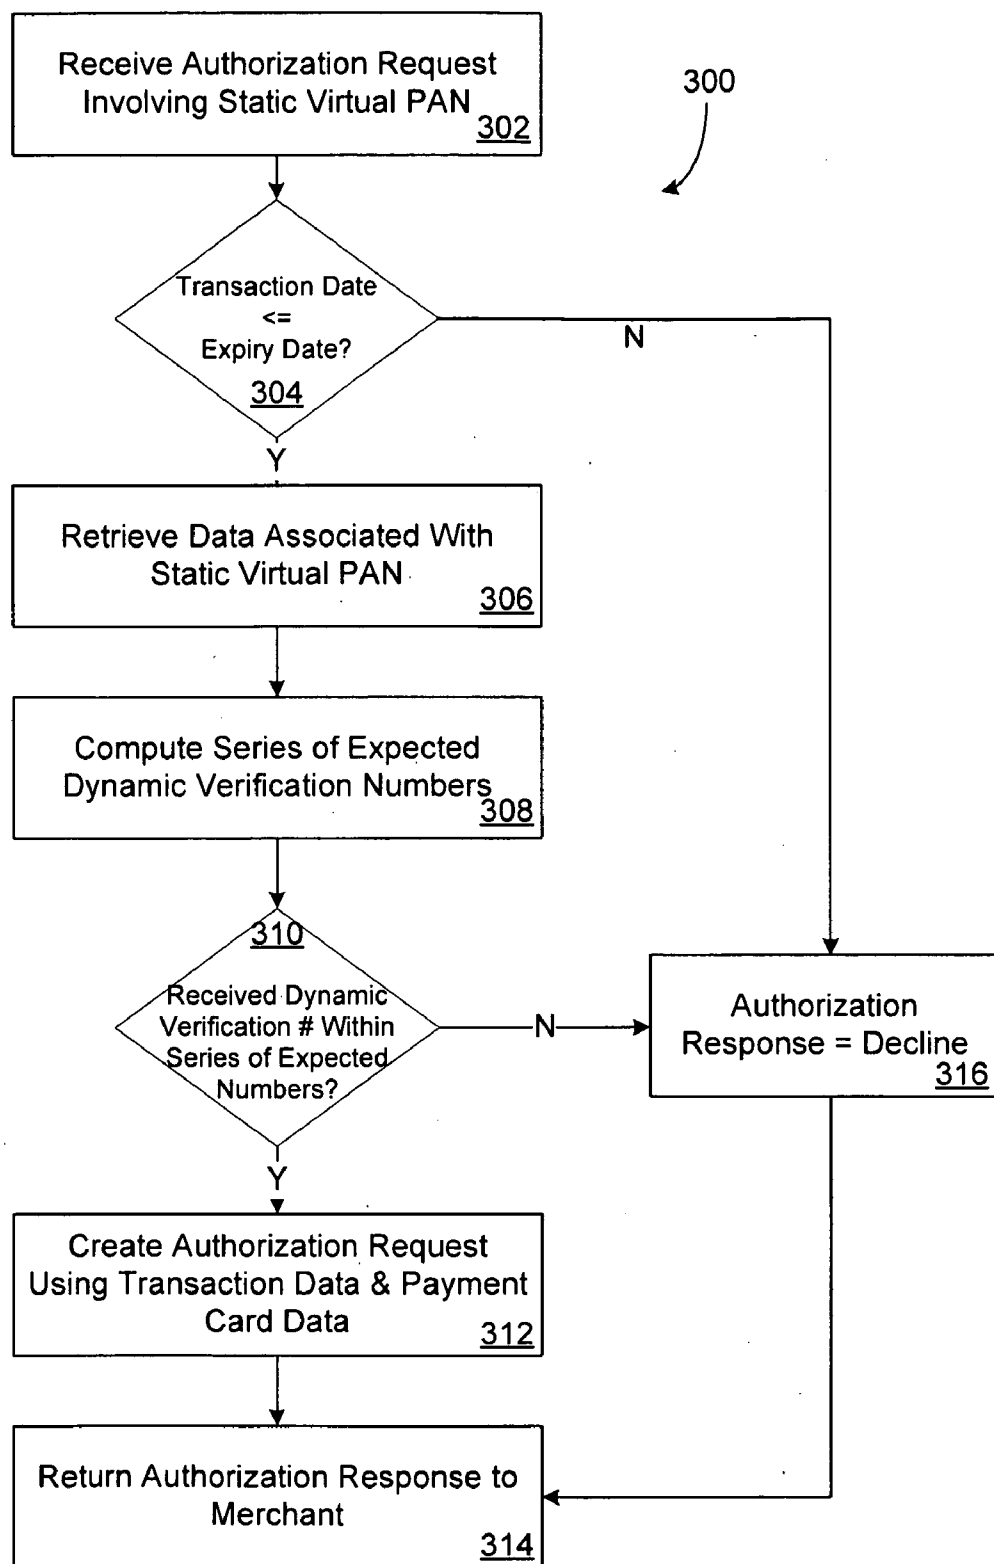 Receive Authorization Request
Involving Static Virtual PAN
302
300
Transaction Date
<=
Expiry Date?
304
N
Y
Retrieve Data Associated With
Static Virtual PAN
306
Compute Series of Expected
Dynamic Verification Numbers
308
310
Received Dynamic
Verification # Within
Series of Expected
Numbers?
N
Authorization
Response = Decline
316
Y
Create Authorization Request
Using Transaction Data & Payment
Card Data
312
Return Authorization Response to
Merchant
314